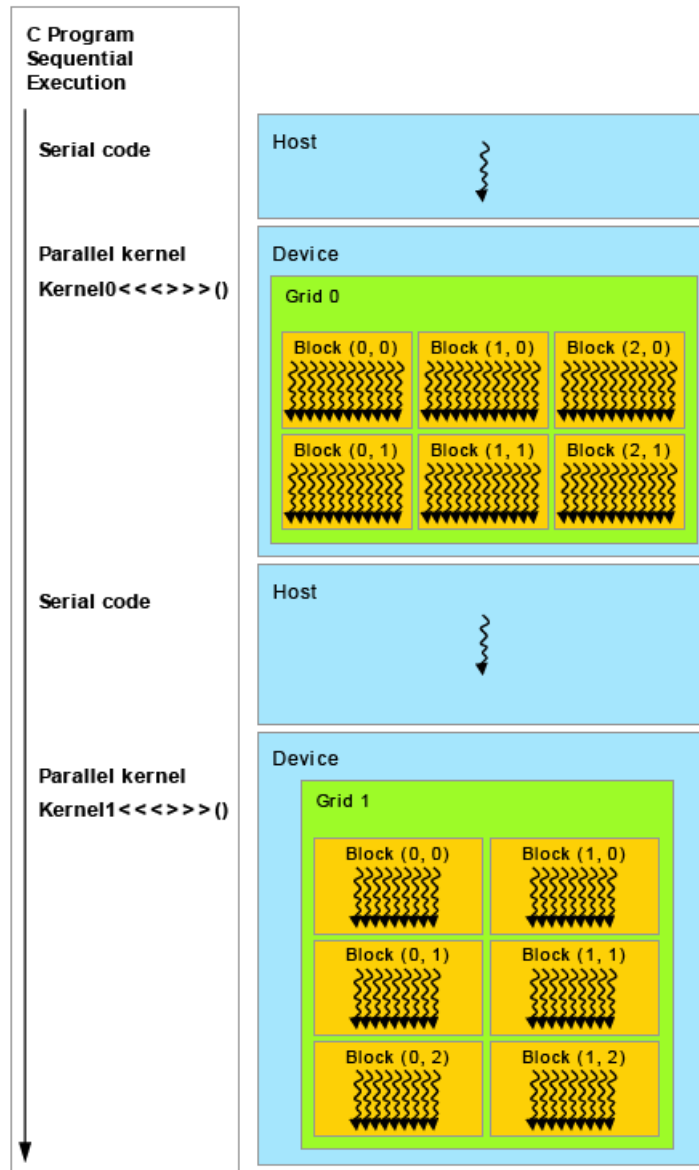 C Program
Sequential
Execution
Serial code
Host
Parallel kernel
Kernel0<<<>>>()
Device
Grid 0
Block (0, 0)
Block (1, 0)
Block (2, 0)
Block (0, 1)
Block (1, 1)
Block (2, 1)
Serial code
Host
Parallel kernel
Kernel1<<<>>>()
Device
Grid 1
Block (0, 0)
Block (1, 0)
Block (0, 1)
Block (1, 1)
Block (0, 2)
Block (1, 2)